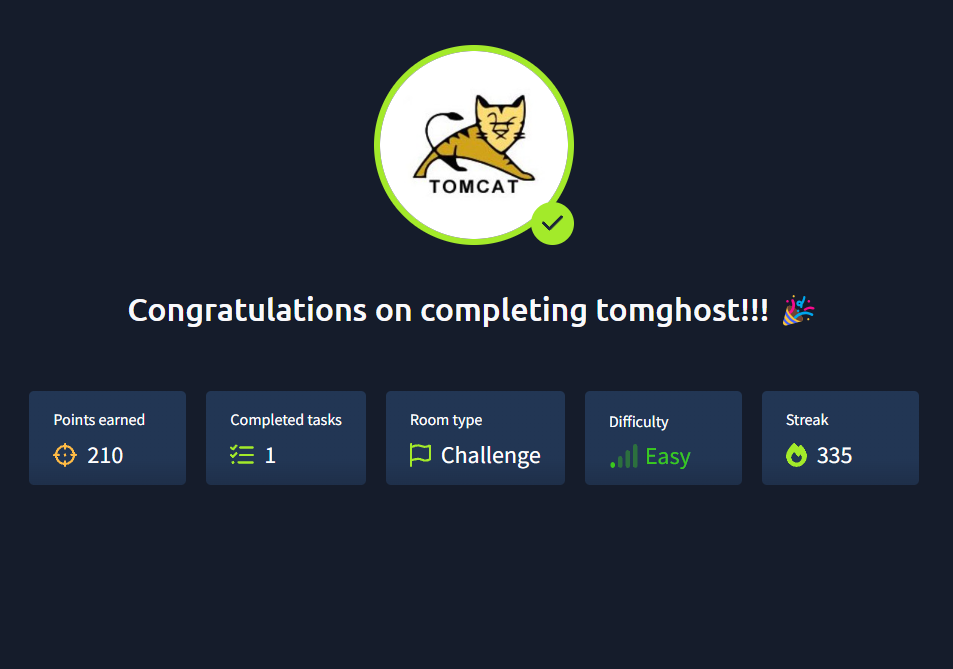 TOMCAT
Congratulations on completing tomghost!!! 🎉
Points earned
210
Completed tasks
1
Room type
Challenge
Difficulty
Easy
Streak
335